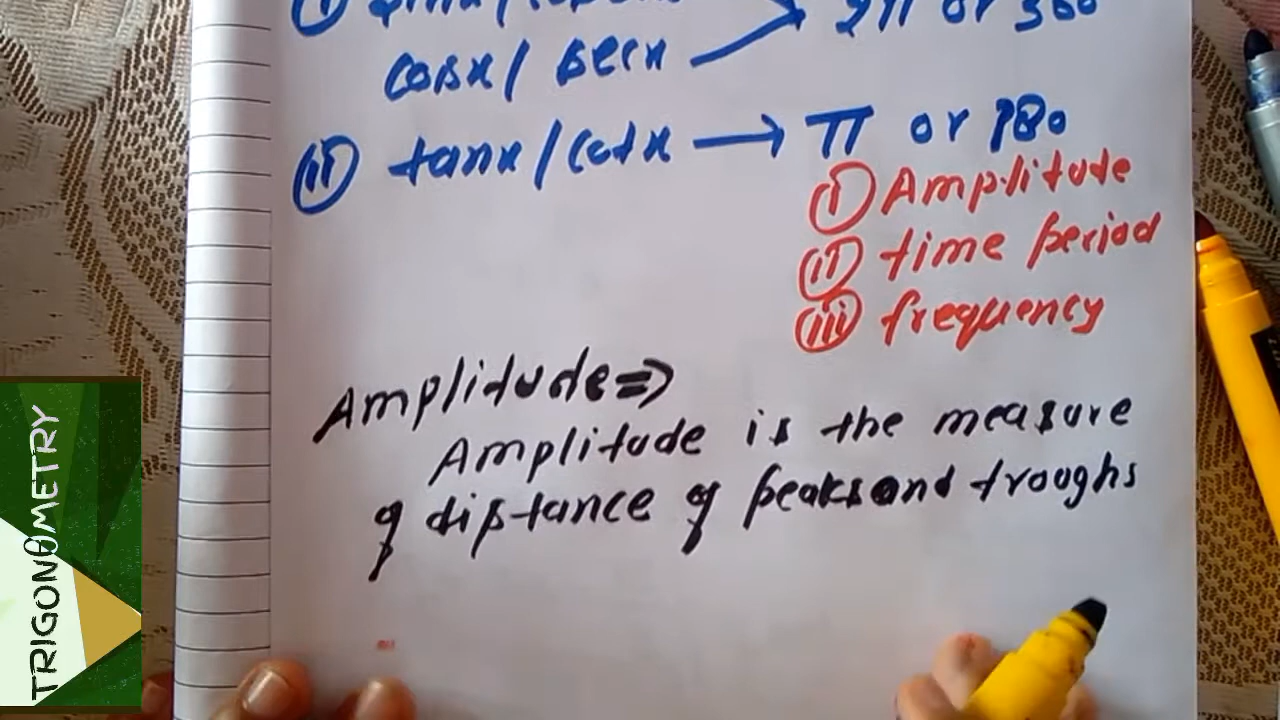 cosx / secx
2π or 360
(ii) tanx / cotx → π or 180
(i) Amplitude
(ii) time period
(iii) frequency
Amplitude ⇒
Amplitude is the measure
of distance of peaks and troughs
TRIGONOMETRY